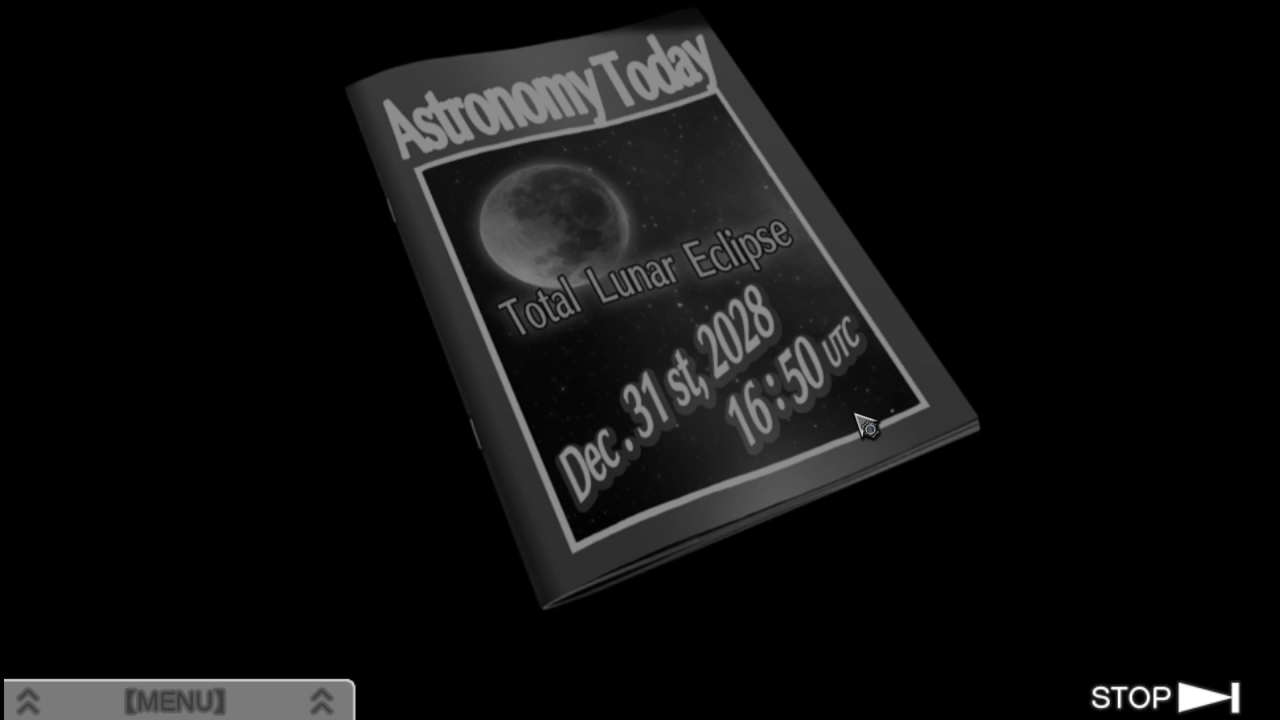 Astronomy Today
Total Lunar Eclipse
Dec. 31 st, 2028
16:50 UTC
【MENU】
STOP